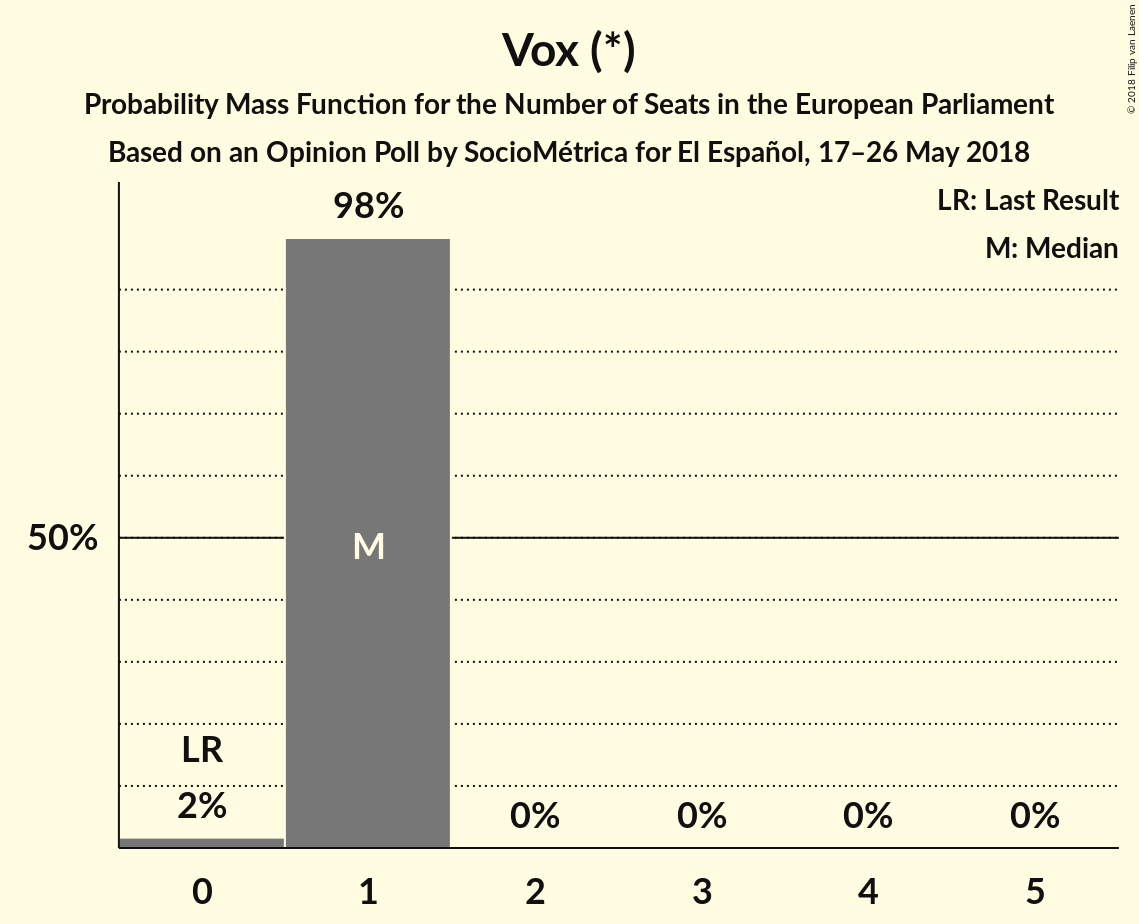 Vox (*)
Probability Mass Function for the Number of Seats in the European Parliament
Based on an Opinion Poll by SocioMétrica for El Español, 17–26 May 2018
© 2018 Filip van Laenen
LR: Last Result
M: Median
98%
50%
M
LR
2%
0%
0%
0%
0%
0
1
2
3
4
5